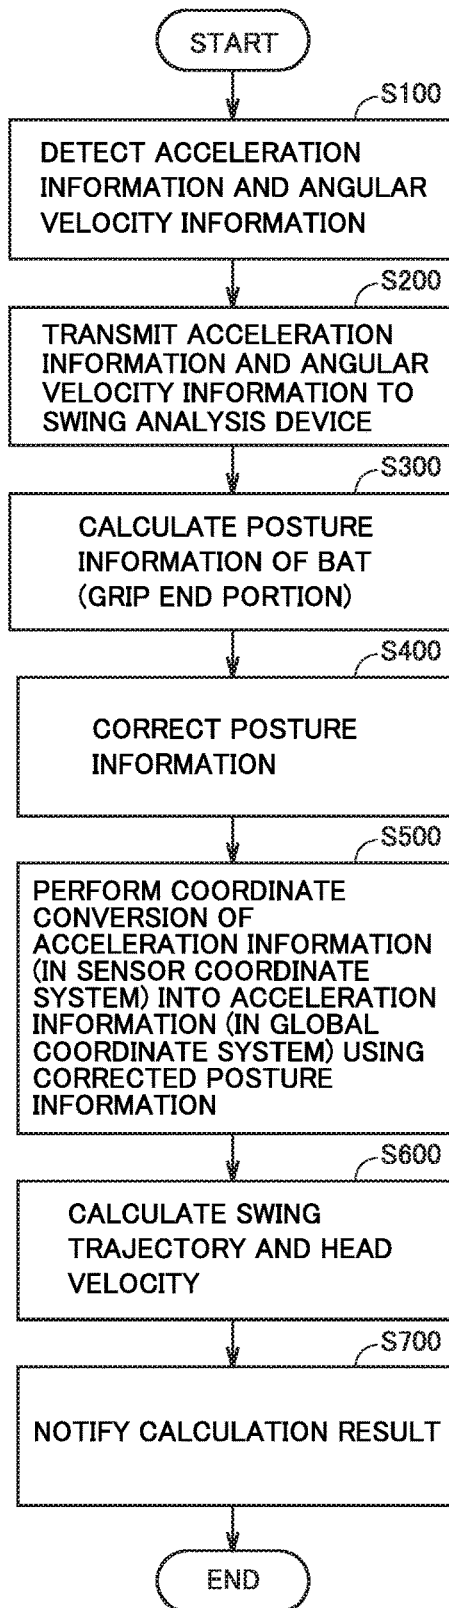 START
S100
DETECT ACCELERATION
INFORMATION AND ANGULAR
VELOCITY INFORMATION
S200
TRANSMIT ACCELERATION
INFORMATION AND ANGULAR
VELOCITY INFORMATION TO
SWING ANALYSIS DEVICE
S300
CALCULATE POSTURE
INFORMATION OF BAT
(GRIP END PORTION)
S400
CORRECT POSTURE
INFORMATION
S500
PERFORM COORDINATE
CONVERSION OF
ACCELERATION INFORMATION
(IN SENSOR COORDINATE
SYSTEM) INTO ACCELERATION
INFORMATION (IN GLOBAL
COORDINATE SYSTEM) USING
CORRECTED POSTURE
INFORMATION
S600
CALCULATE SWING
TRAJECTORY AND HEAD
VELOCITY
S700
NOTIFY CALCULATION RESULT
END